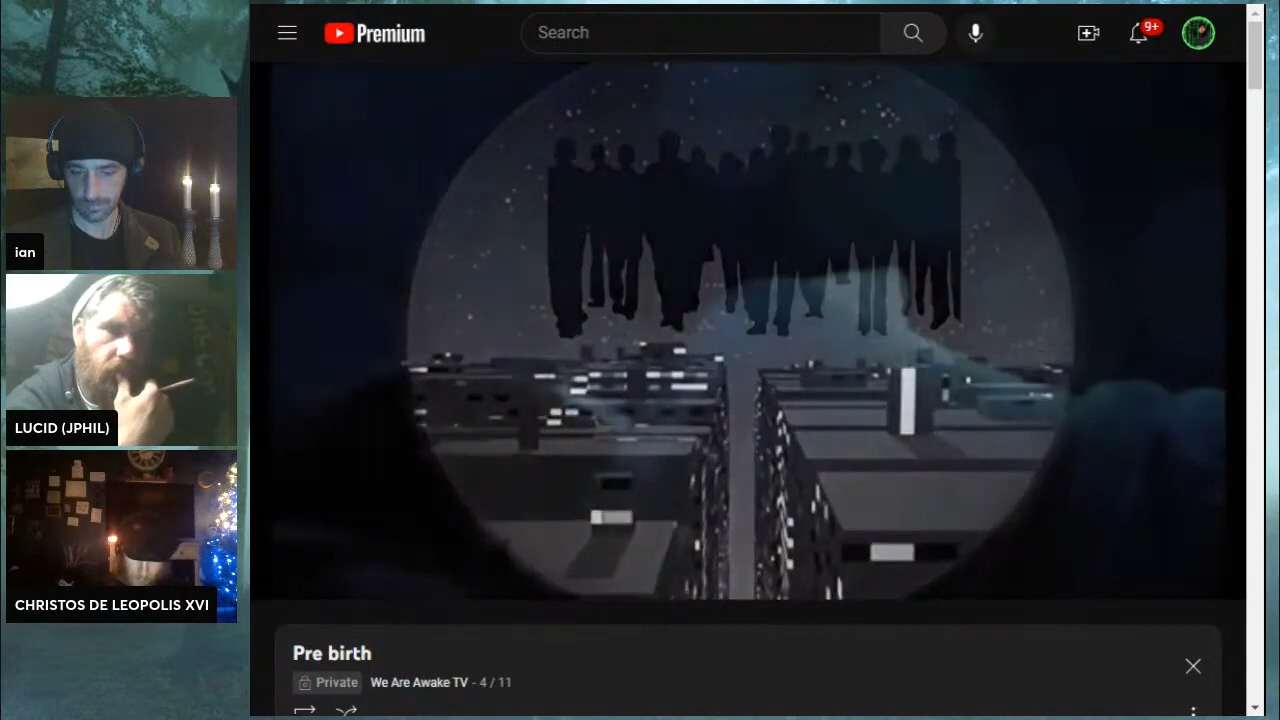 Premium
Search
9+
ian
LUCID (JPHIL)
CHRISTOS DE LEOPOLIS XVI
Pre birth
Private We Are Awake TV - 4 / 11